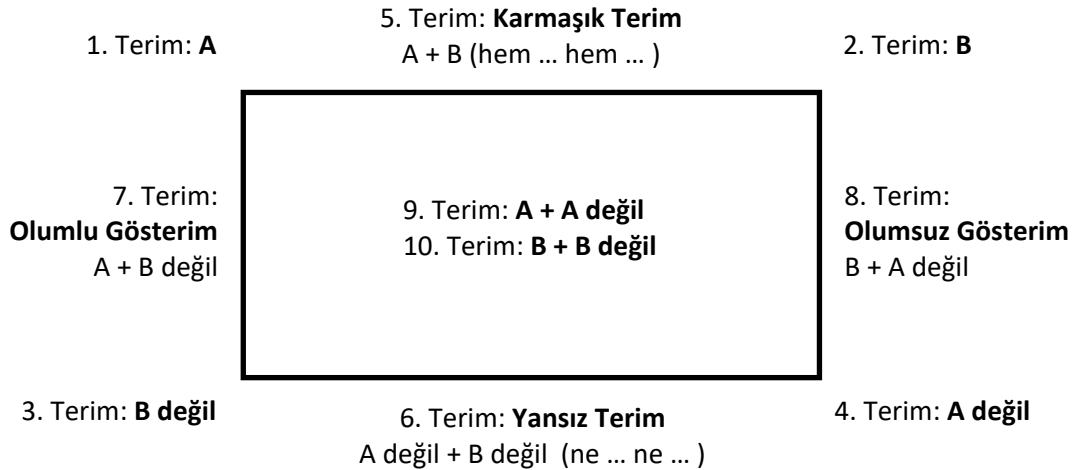 5. Terim: Karmaşık Terim
1. Terim: A
A + B (hem … hem … )
2. Terim: B
7. Terim:
Olumlu Gösterim
A + B değil
9. Terim: A + A değil
10. Terim: B + B değil
8. Terim:
Olumsuz Gösterim
B + A değil
3. Terim: B değil
6. Terim: Yansız Terim
A değil + B değil (ne … ne … )
4. Terim: A değil